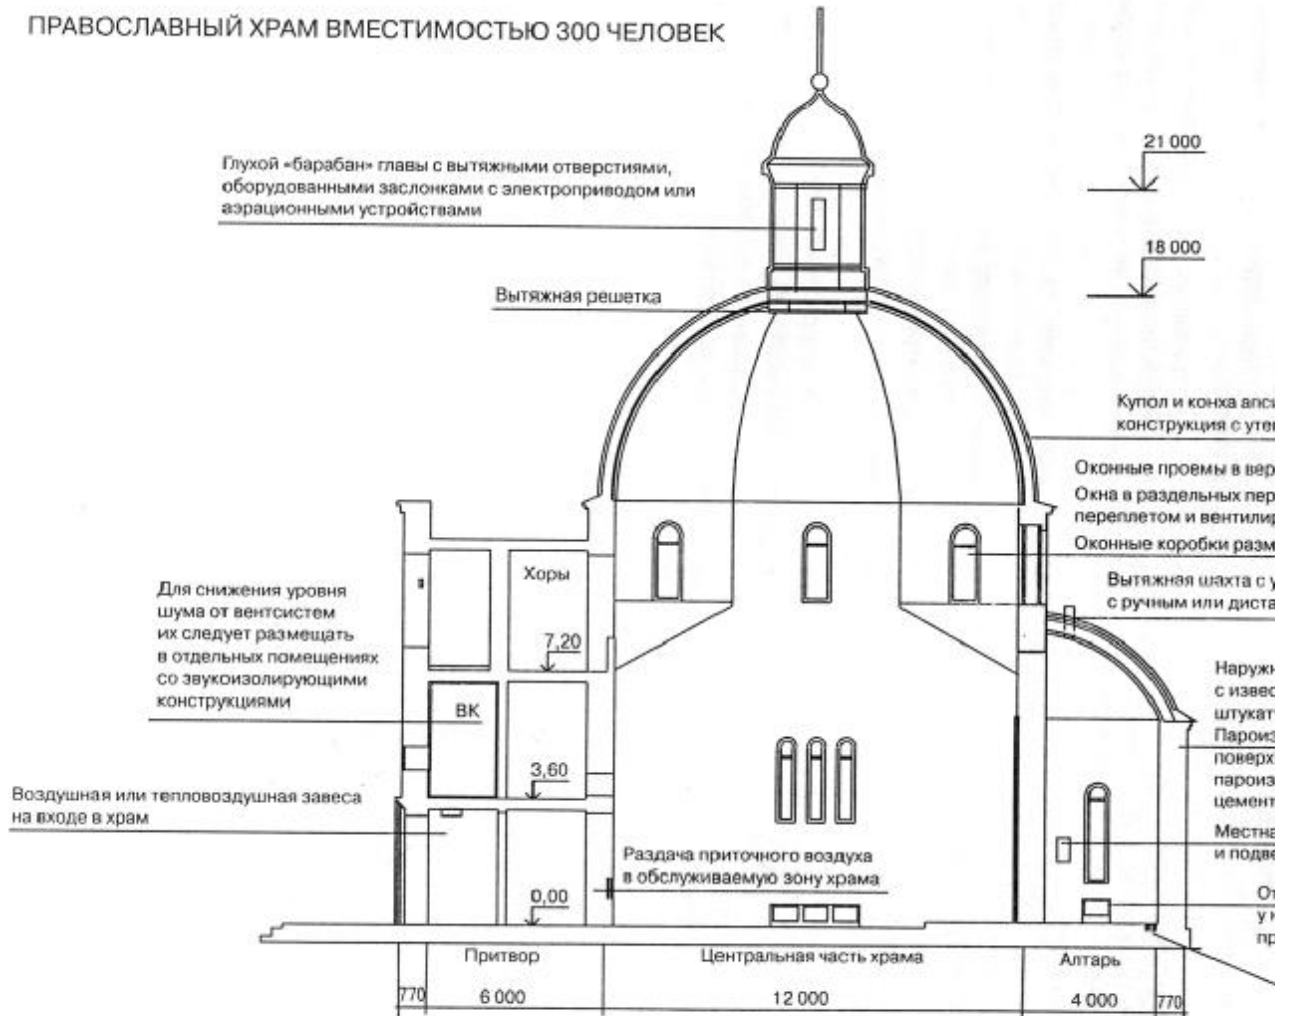 ПРАВОСЛАВНЫЙ ХРАМ ВМЕСТИМОСТЬЮ 300 ЧЕЛОВЕК
21 000
Глухой «барабан» главы с вытяжными отверстиями,
оборудованными заслонками с электроприводом или
аэрационными устройствами
18 000
Вытяжная решетка
Купол и конха
конструкция с
Оконные проемы в
Окна в раздельных
переплетом и
Оконные коробки
Хоры
Вытяжная шахта с
с ручным или
Для снижения уровня
шума от вентсистем
их следует размещать
в отдельных помещениях
со звукоизолирующими
конструкциями
7,20
ВК
с
3,60
Воздушная или тепловоздушная завеса
на входе в храм
Раздача приточного воздуха
в обслуживаемую зону храма
и
0,00
у
Притвор
Центральная часть храма
Алтарь
770
6 000
12 000
4 000
770